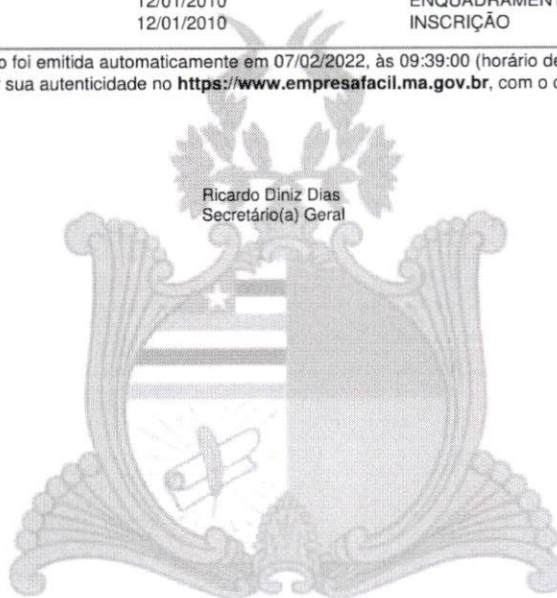 12/01/2010 ENQUADRAMENTO
12/01/2010 INSCRIÇÃO
o foi emitida automaticamente em 07/02/2022, às 09:39:00 (horário de
sua autenticidade no https://www.empresafacil.ma.gov.br, com o c
Ricardo Diniz Dias
Secretário(a) Geral